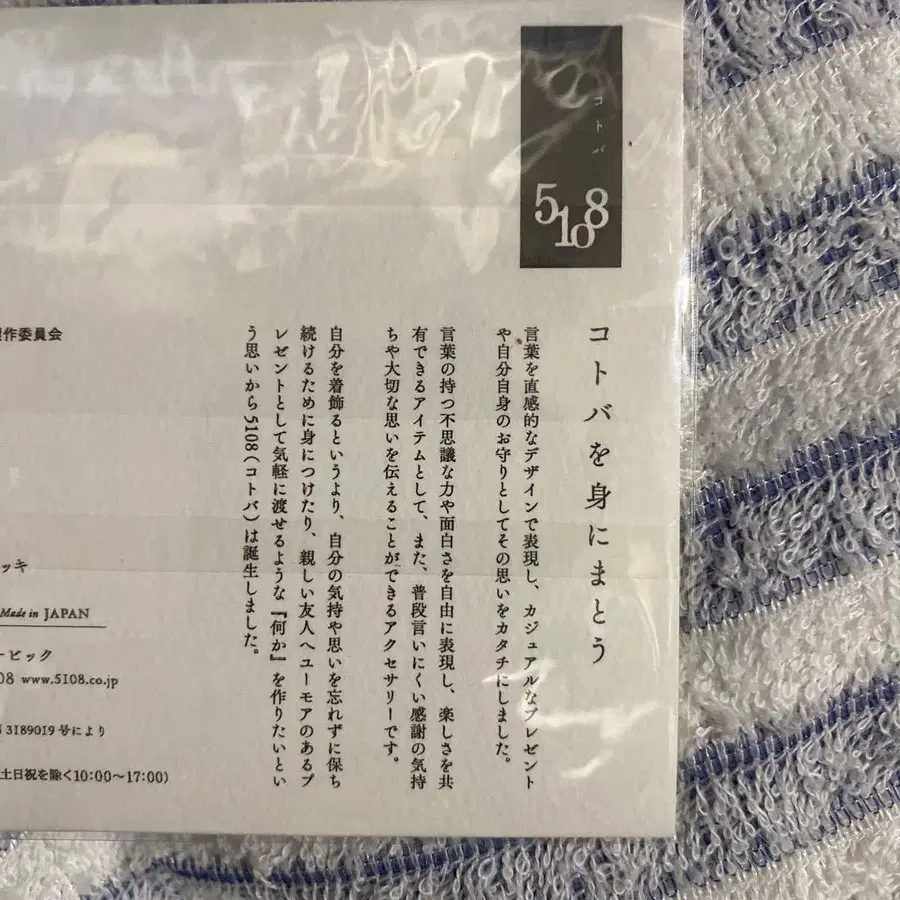 コトバ
5108
コトバを身にまとう
言葉を直感的なデザインで表現し、カジュアルなプレゼント
や自分自身のお守りとしてその思いをカタチにしました。
言葉の持つ不思議な力や面白さを自由に表現し、楽しさを共
有できるアイテムとして、また、普段言いにくい感謝の気持
ちや大切な思いを伝えることができるアクセサリーです。
自分を着飾るというより、自分の気持や思いを忘れずに保ち
続けるために身につけたり、親しい友人へユーモアのあるプ
レゼントとして気軽に渡せるような『何か』を作りたいとい
う思いから5108(コトバ)は誕生しました。
作委員会
ッキ
Made in JAPAN
ービック
08 www.5108.co.jp
3189019号により
土日祝を除く10:00〜17:00)